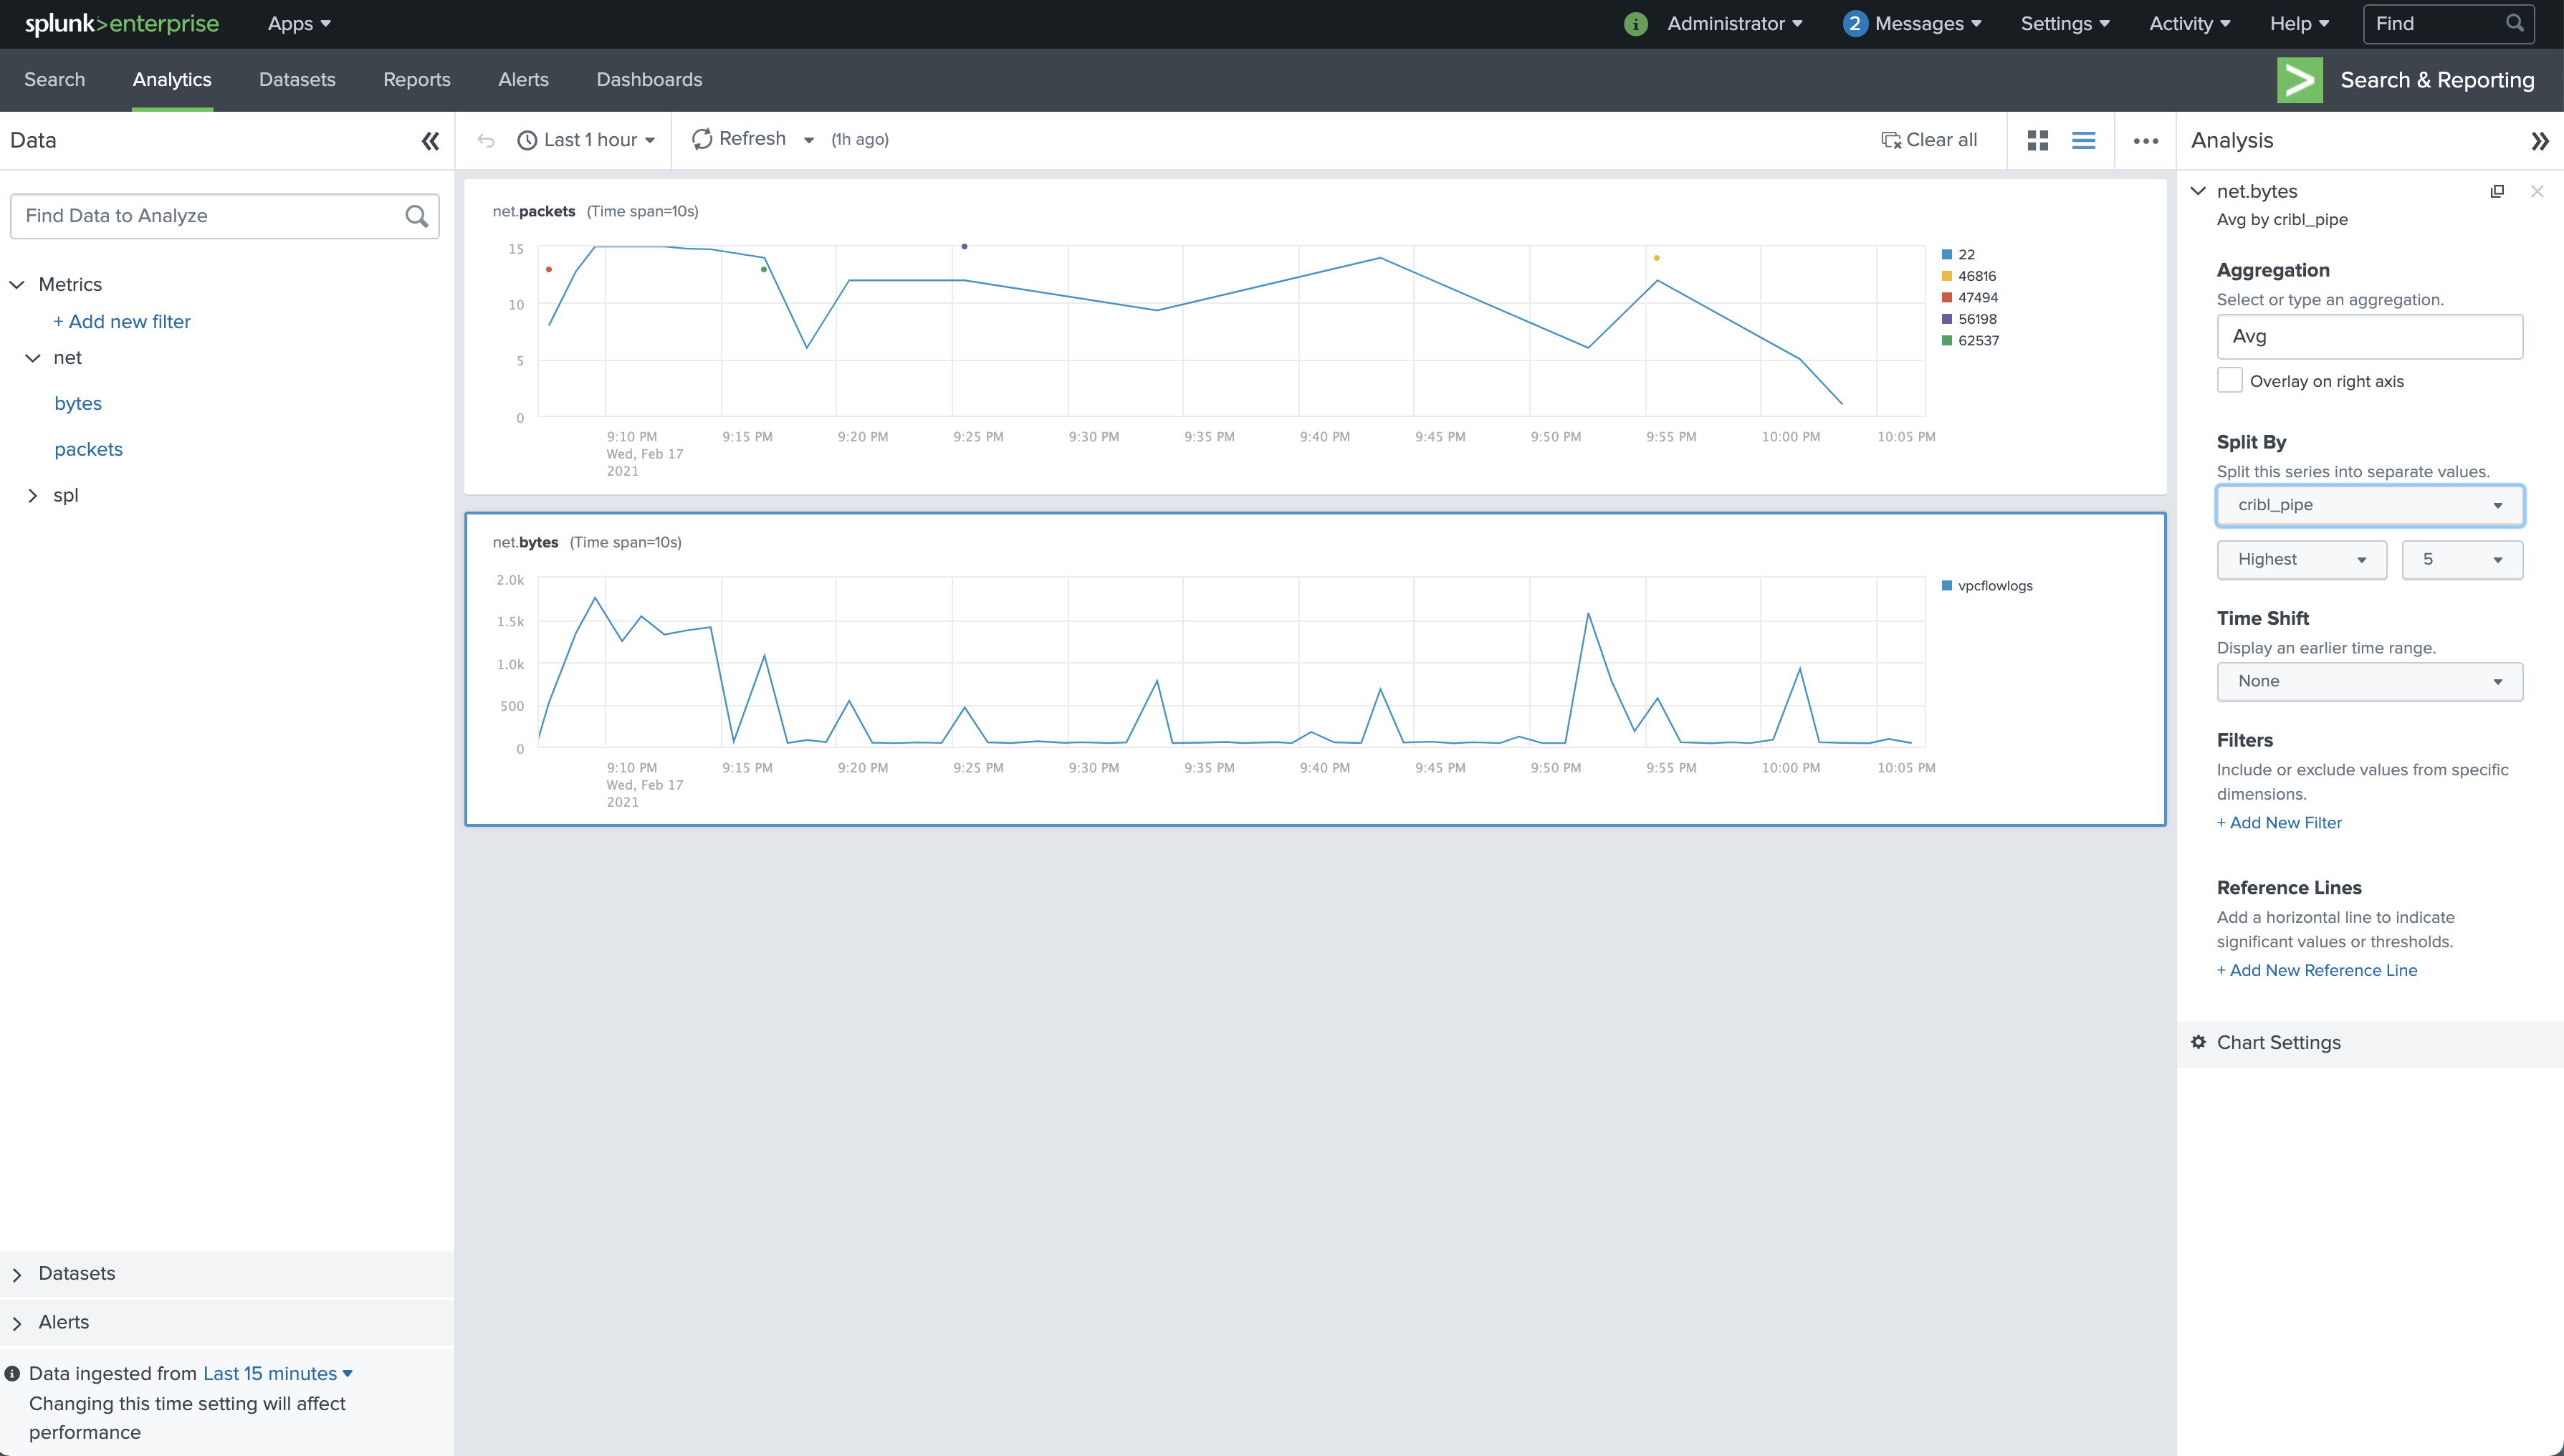 splunk>enterprise Apps Administrator 2 Messages Settings Activity Help Find
Search Analytics Datasets Reports Alerts Dashboards Search & Reporting
Data
Find Data to Analyze
Metrics
+ Add new filter
net
bytes
packets
spl
Datasets
Alerts
Data ingested from Last 15 minutes
Changing this time setting will affect
performance
Last 1 hour Refresh (1h ago) Clear all
net.packets (Time span=10s)
15
10
5
0
9:10 PM 9:15 PM 9:20 PM 9:25 PM 9:30 PM 9:35 PM 9:40 PM 9:45 PM 9:50 PM 9:55 PM 10:00 PM 10:05 PM
Wed, Feb 17
2021
22
46816
47494
56198
62537
net.bytes (Time span=10s)
2.0k
1.5k
1.0k
500
0
9:10 PM 9:15 PM 9:20 PM 9:25 PM 9:30 PM 9:35 PM 9:40 PM 9:45 PM 9:50 PM 9:55 PM 10:00 PM 10:05 PM
Wed, Feb 17
2021
vpcflowlogs
Analysis
net.bytes
Avg by cribl_pipe
Aggregation
Select or type an aggregation.
Avg
Overlay on right axis
Split By
Split this series into separate values.
cribl_pipe
Highest 5
Time Shift
Display an earlier time range.
None
Filters
Include or exclude values from specific
dimensions.
+ Add New Filter
Reference Lines
Add a horizontal line to indicate
significant values or thresholds.
+ Add New Reference Line
Chart Settings